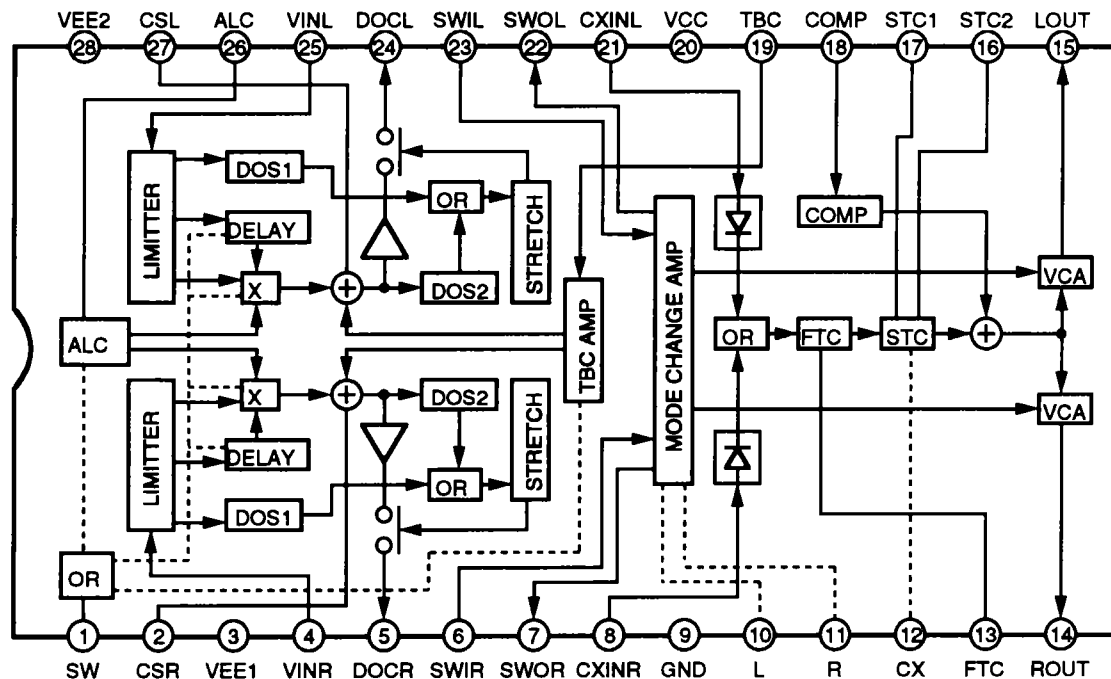 VEE2 CSL ALC VINL DOCL SWIL SWOL CXINL VCC TBC COMP STC1 STC2 LOUT
28 27 26 25 24 23 22 21 20 19 18 17 16 15
LIMITTER
DOS1
DELAY
X
+
OR
DOS2
STRETCH
TBC AMP
MODE CHANGE AMP
COMP
VCA
ALC
OR
FTC
STC
+
LIMITTER
X
+
DOS2
DELAY
DOS1
OR
STRETCH
VCA
OR
1 2 3 4 5 6 7 8 9 10 11 12 13 14
SW CSR VEE1 VINR DOCR SWIR SWOR CXINR GND L R CX FTC ROUT